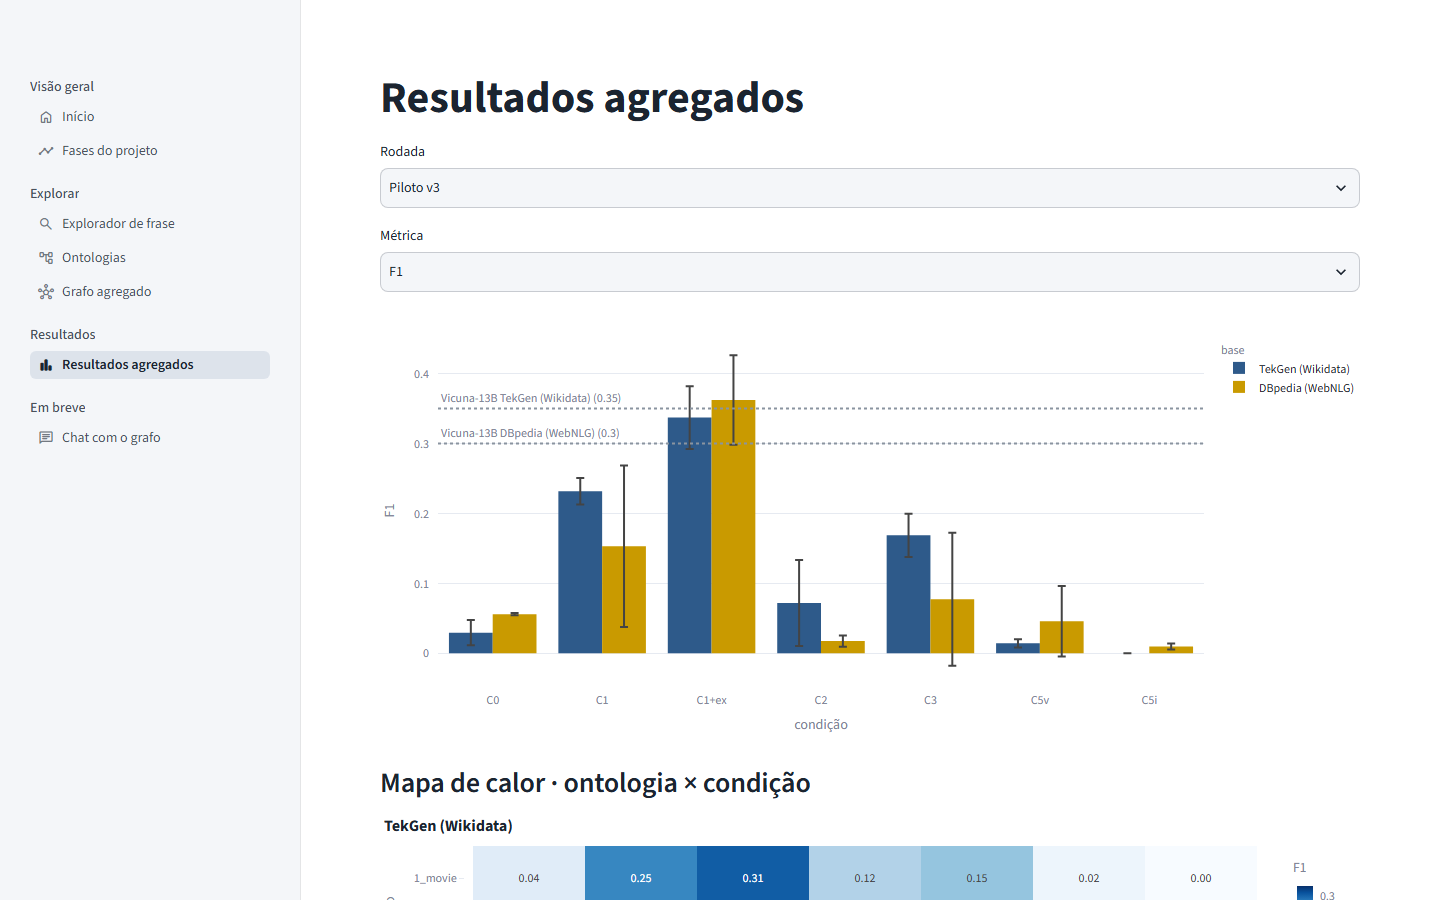 Visão geral
Início
Fases do projeto
Explorar
Explorador de frase
Ontologias
Grafo agregado
Resultados
Resultados agregados
Em breve
Chat com o grafo
Resultados agregados
Rodada
Piloto v3
Métrica
F1
base
TekGen (Wikidata)
DBpedia (WebNLG)
0.4
Vicuna-13B TekGen (Wikidata) (0.35)
Vicuna-13B DBpedia (WebNLG) (0.3)
0.3
0.2
F1
0.1
0
C0 C1 C1+ex C2 C3 C5v C5i
condição
Mapa de calor · ontologia × condição
TekGen (Wikidata)
1_movie 0.04 0.25 0.31 0.12 0.15 0.02 0.00
F1
0.3